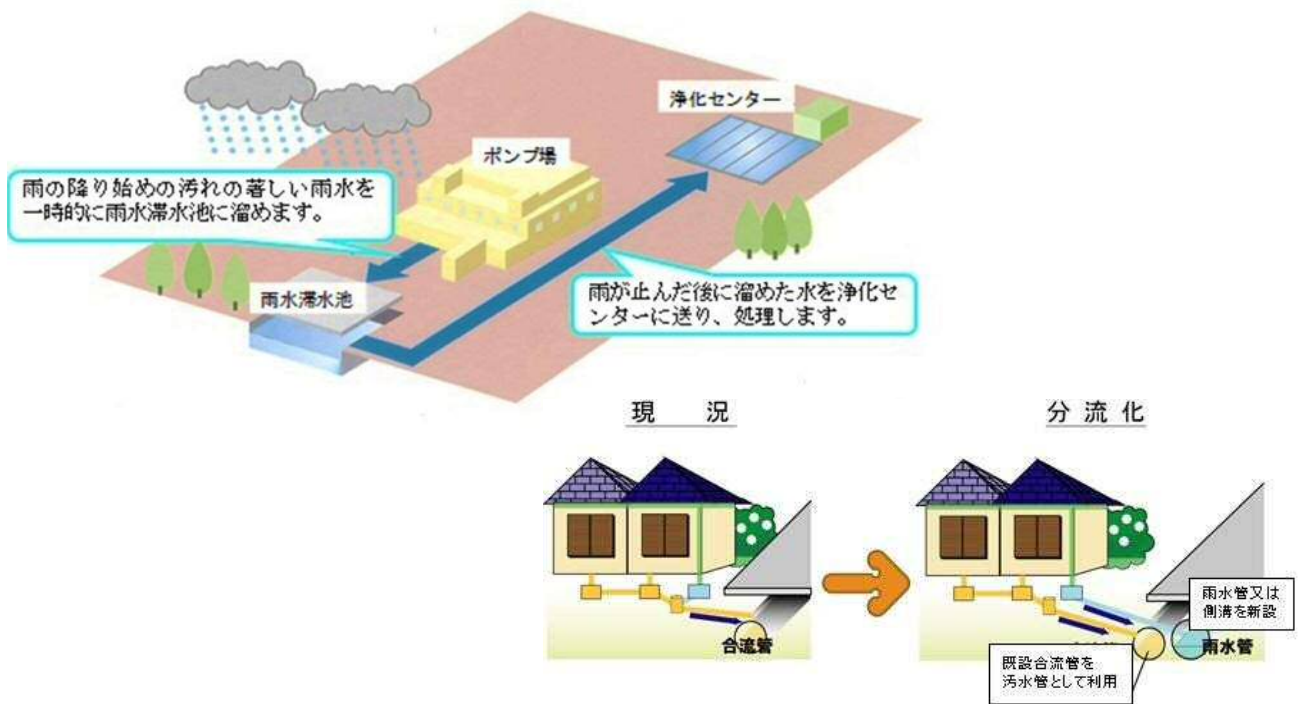 浄化センター
ポンプ場
雨の降り始めの汚れの著しい雨水を
一時的に雨水滞水池に溜めます。
雨水滞水池
雨が止んだ後に溜めた水を浄化セ
ンターに送り、処理します。
現 況
分 流 化
合流管
雨水管又は
側溝を新設
雨水管
既設合流管を
汚水管として利用